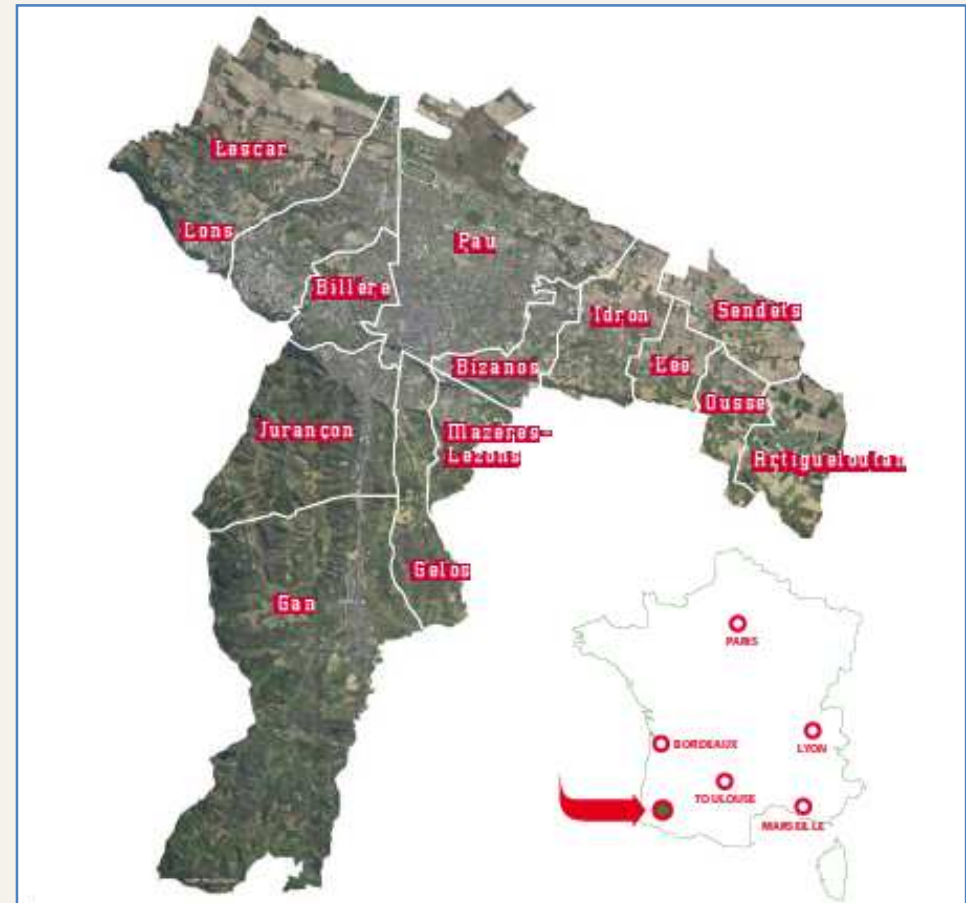 Lescar
Lons
Pau
Billére
Idron
Sendets
Bizanos
Lee
Ousse
Jurançon
Mazeres-
Lezons
Artigueloutan
Gelos
Gan
PARIS
BORDEAUX
LYON
TOULOUSE
MARSEILLE